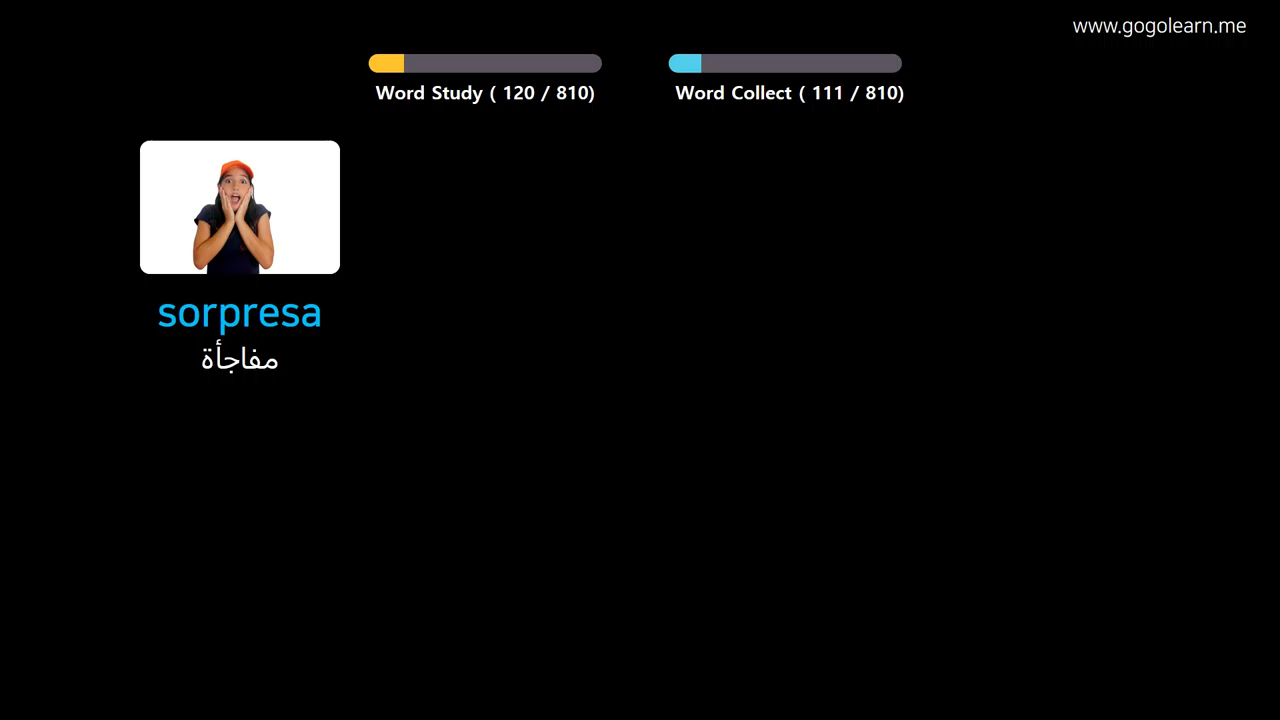 www.gogolearn.me
Word Study ( 120 / 810)
Word Collect ( 111 / 810)
sorpresa
مفاجأة